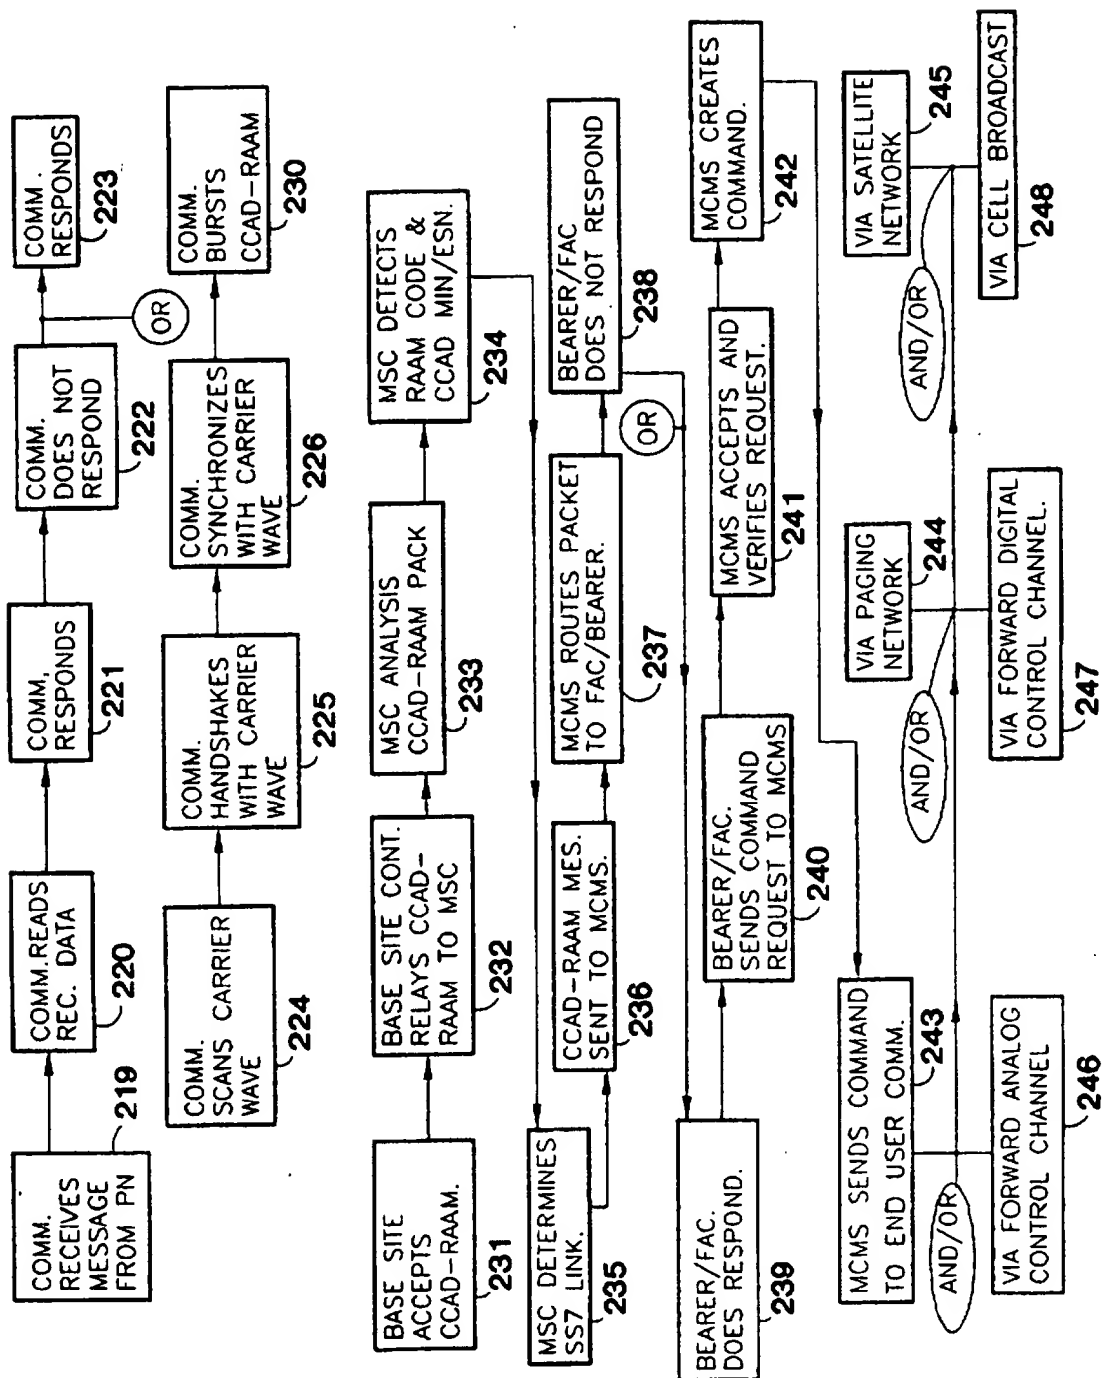 COMM.
RECEIVES
MESSAGE
FROM PN
219
COMM.READS
REC. DATA
220
COMM,
RESPONDS
221
COMM.
DOES NOT
RESPOND
222
OR
COMM.
RESPONDS
223
COMM.
SCANS CARRIER
WAVE
224
COMM.
HANDSHAKES
WITH CARRIER
WAVE
225
COMM.
SYNCHRONIZES
WITH CARRIER
WAVE
226
COMM.
BURSTS
CCAD-RAAM
230
BASE SITE
ACCEPTS
CCAD-RAAM.
231
BASE SITE CONT.
RELAYS CCAD-
RAAM TO MSC
232
MSC ANALYSIS
CCAD-RAAM PACK
233
MSC DETECTS
RAAM CODE &
CCAD MIN/ESN.
234
MSC DETERMINES
SS7 LINK.
235
CCAD-RAAM MES.
SENT TO MCMS.
236
MCMS ROUTES PACKET
TO FAC/BEARER.
237
OR
BEARER/FAC
DOES NOT RESPOND
238
BEARER/FAC.
DOES RESPOND.
239
BEARER/FAC.
SENDS COMMAND
REQUEST TO MCMS
240
MCMS ACCEPTS AND
VERIFIES REQUEST.
241
MCMS CREATES
COMMAND.
242
MCMS SENDS COMMAND
TO END USER COMM.
243
VIA PAGING
NETWORK
244
VIA SATELLITE
NETWORK
245
AND/OR
AND/OR
AND/OR
VIA FORWARD ANALOG
CONTROL CHANNEL
246
VIA FORWARD DIGITAL
CONTROL CHANNEL.
247
VIA CELL BROADCAST
248